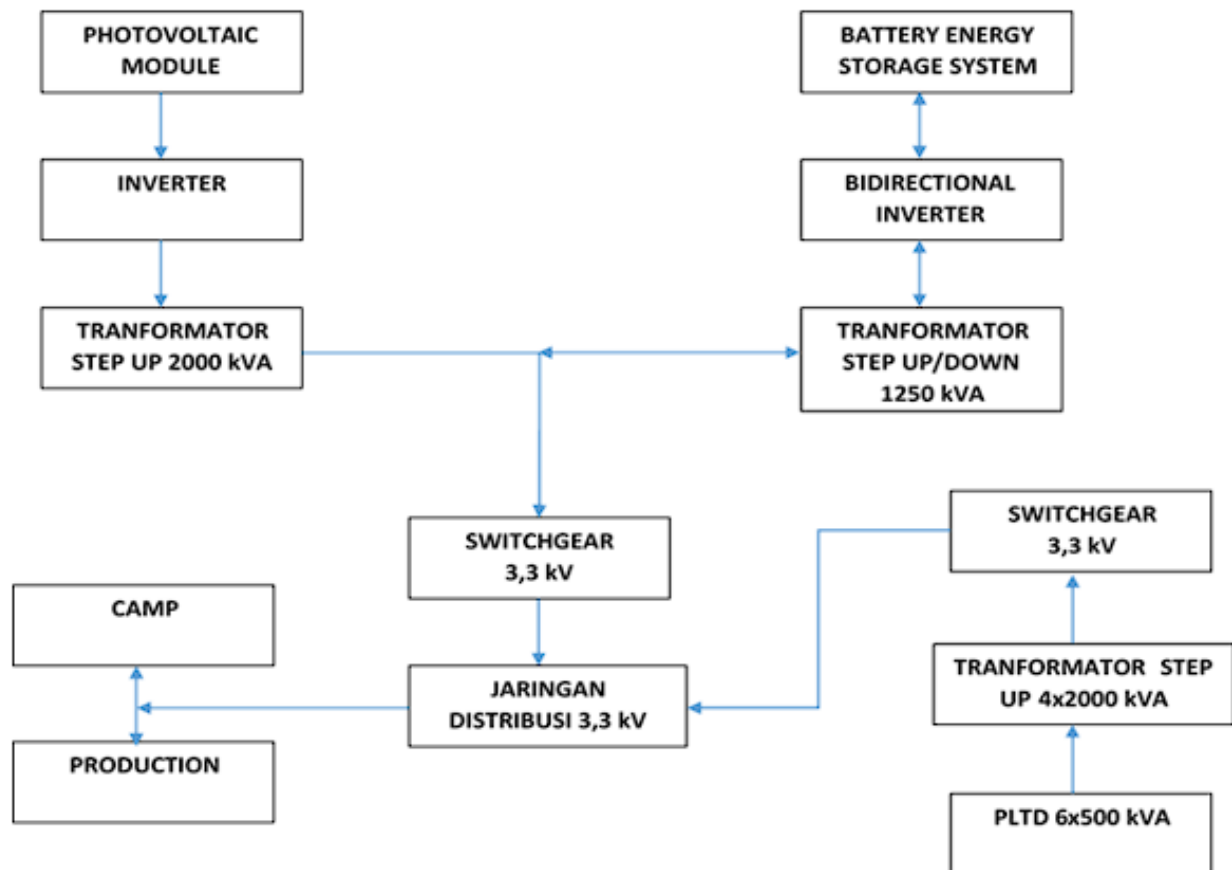 PHOTOVOLTAIC
MODULE
BATTERY ENERGY
STORAGE SYSTEM
INVERTER
BIDIRECTIONAL
INVERTER
TRANFORMATOR
STEP UP 2000 kVA
TRANFORMATOR
STEP UP/DOWN
1250 kVA
SWITCHGEAR
3,3 kV
SWITCHGEAR
3,3 kV
CAMP
JARINGAN
DISTRIBUSI 3,3 kV
TRANFORMATOR STEP
UP 4x2000 kVA
PRODUCTION
PLTD 6x500 kVA